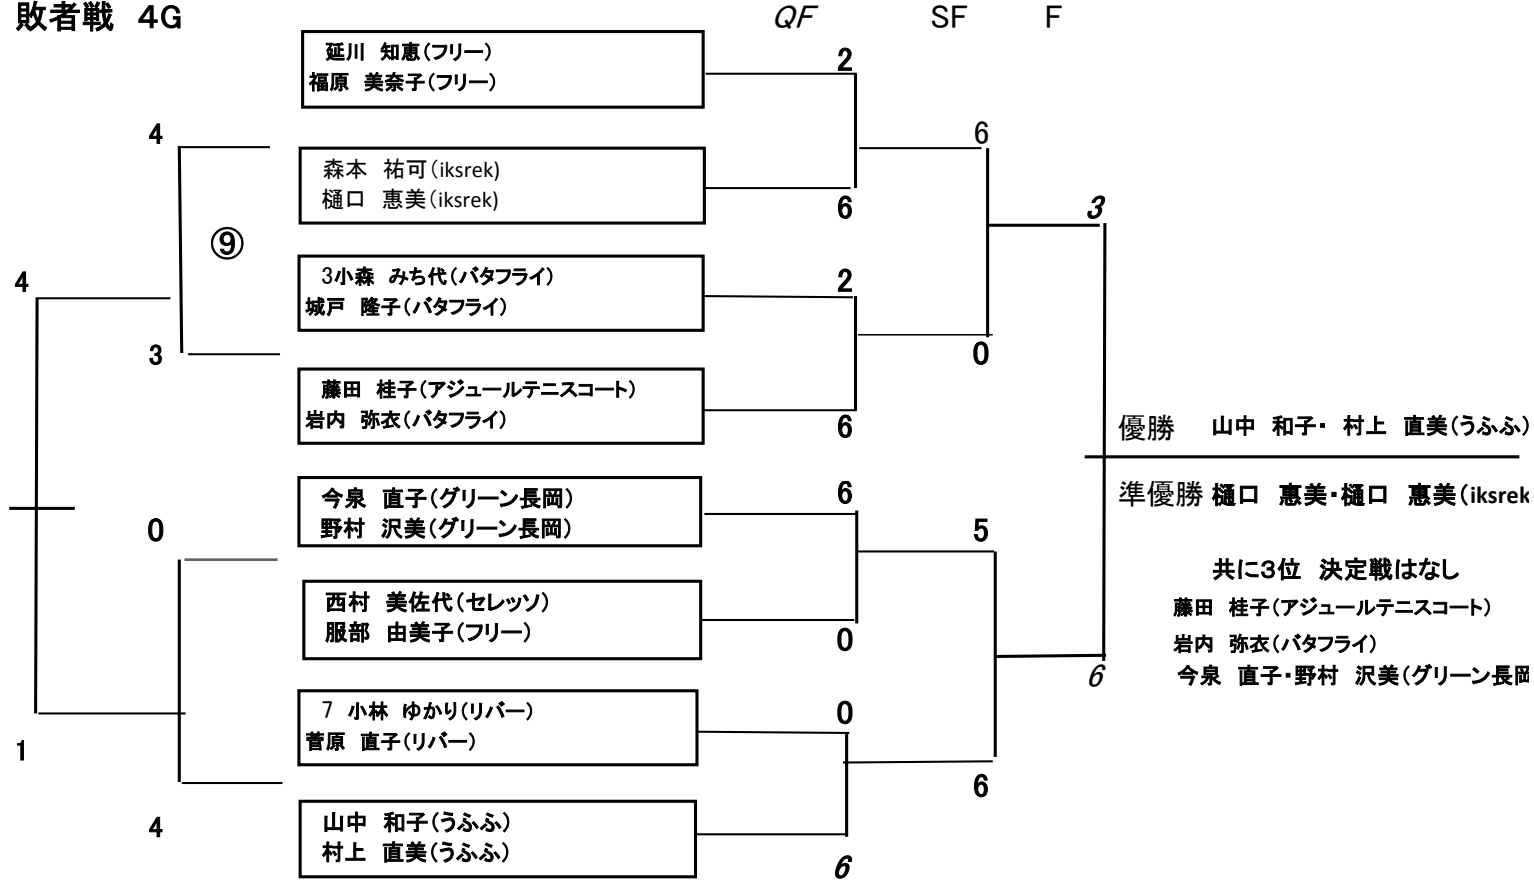 敗者戦　4G
QF
SF
F
延川　知恵（フリー）
福原　美奈子（フリー）
2
4
6
森本　祐可（iksrek）
樋口　惠美（iksrek）
6
3
⑨
3小森　みち代（バタフライ）
城戸　隆子（バタフライ）
2
4
3
0
藤田　桂子（アジュールテニスコート）
岩内　弥衣（バタフライ）
6
優勝　山中　和子・　村上　直美（うふふ）
今泉　直子（グリーン長岡）
野村　沢美（グリーン長岡）
6
準優勝 樋口　惠美・樋口　惠美（iksrek
0
5
共に3位　決定戦はなし
西村　美佐代（セレッソ）
服部　由美子（フリー）
0
藤田　桂子（アジュールテニスコート）
岩内　弥衣（バタフライ）
今泉　直子・野村　沢美（グリーン長岡
6
7 小林　ゆかり（リバー）
菅原　直子（リバー）
0
1
6
山中　和子（うふふ）
村上　直美（うふふ）
4
6